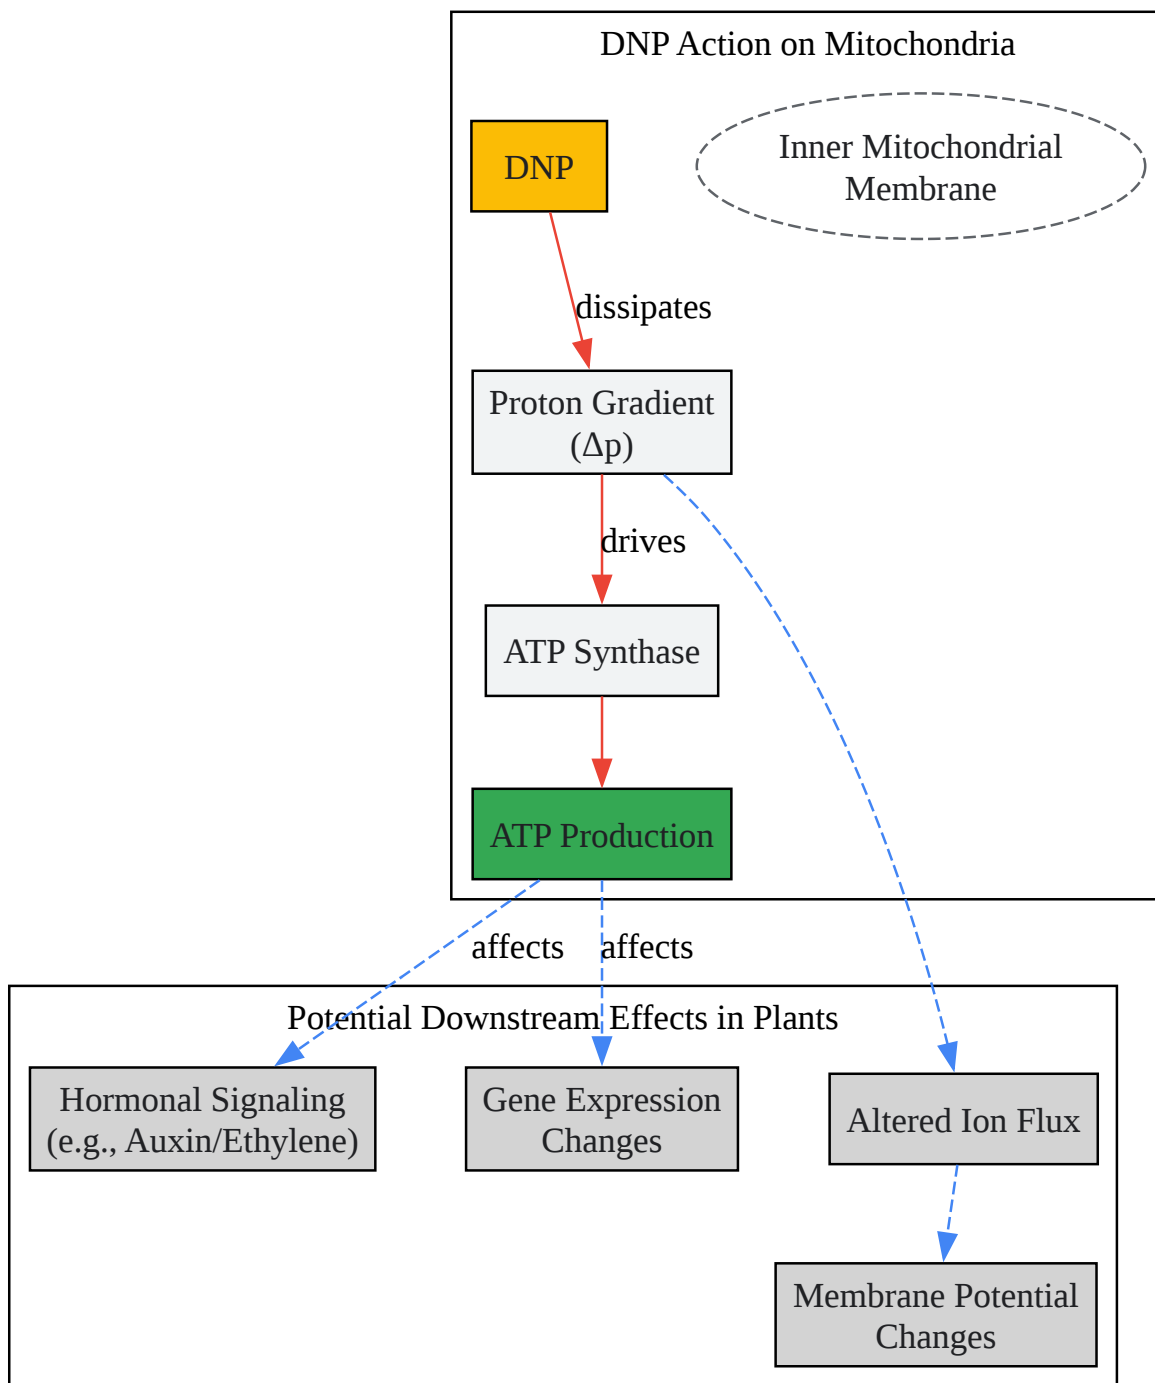 DNP Action on Mitochondria
DNP
Inner Mitochondrial
Membrane
dissipates
Proton Gradient
(Δp)
drives
ATP Synthase
ATP Production
affects
affects
Potential Downstream Effects in Plants
Hormonal Signaling
(e.g., Auxin/Ethylene)
Gene Expression
Changes
Altered Ion Flux
Membrane Potential
Changes